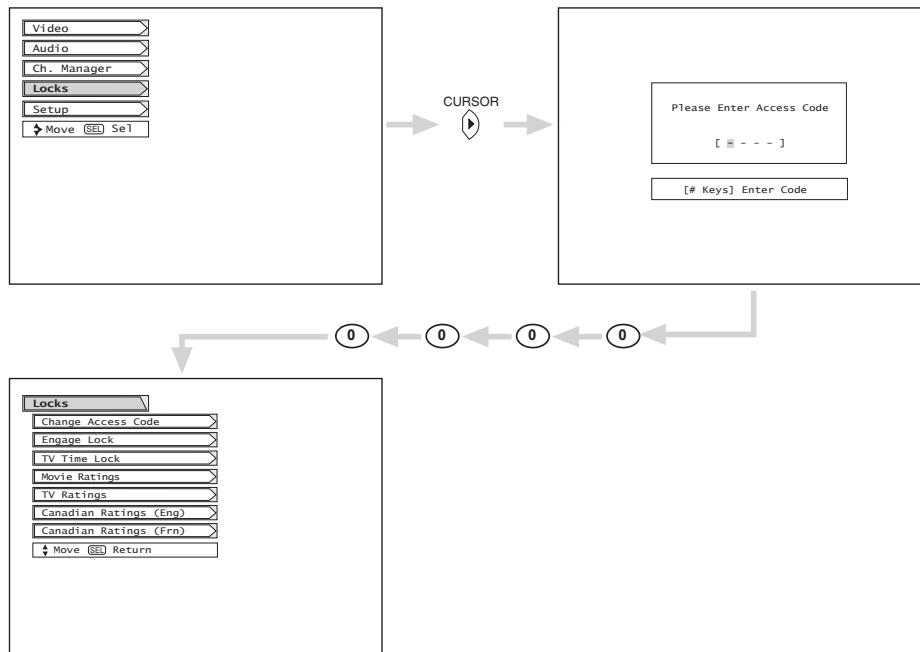 Video
Audio
Ch. Manager
Locks
Setup
Move SEL Sel
CURSOR
Please Enter Access Code
[ - - - - ]
[# Keys] Enter Code
0 0 0 0
Locks
Change Access Code
Engage Lock
TV Time Lock
Movie Ratings
TV Ratings
Canadian Ratings (Eng)
Canadian Ratings (Frn)
Move SEL Return